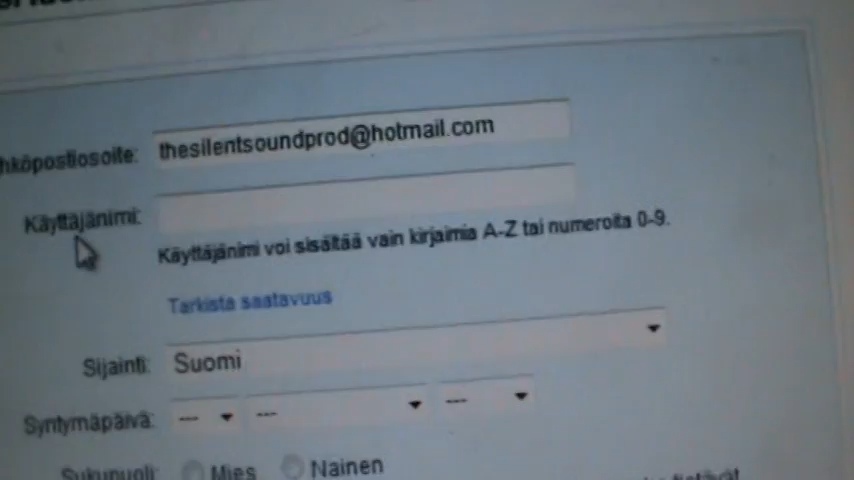 thesilentsoundprod@hotmail.com
Käyttäjänimi:
Käyttäjänimi voi sisältää vain kirjaimia A-Z tai numeroita 0-9.
Tarkista saatavuus
Sijainti: Suomi
Syntymäpäivä: --- --- ---
Sukupuoli: Mies Nainen